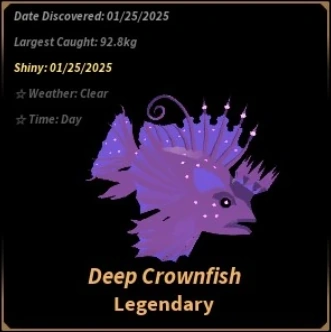 Date Discovered: 01/25/2025
Largest Caught: 92.8kg
Shiny: 01/25/2025
☆ Weather: Clear
☆ Time: Day
Deep Crownfish
Legendary